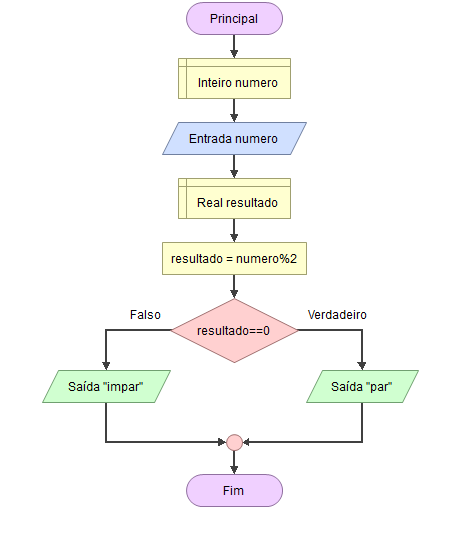 Principal
Inteiro numero
Entrada numero
Real resultado
resultado = numero%2
Falso
Verdadeiro
resultado==0
Saída "impar"
Saída "par"
Fim